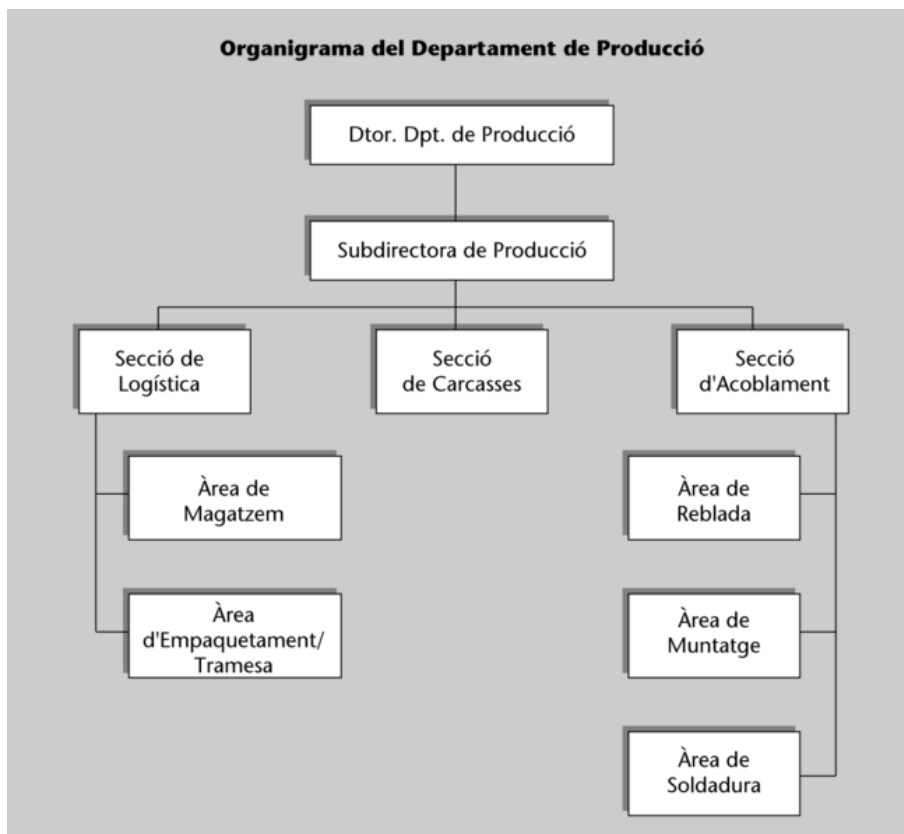 Organigrama del Departament de Producció
Dtor. Dpt. de Producció
Subdirectora de Producció
Secció de
Logística
Secció
de Carcasses
Secció
d'Acoblament
Àrea de
Magatzem
Àrea de
Reblada
Àrea
d'Empaquetament/
Tramesa
Àrea de
Muntatge
Àrea de
Soldadura